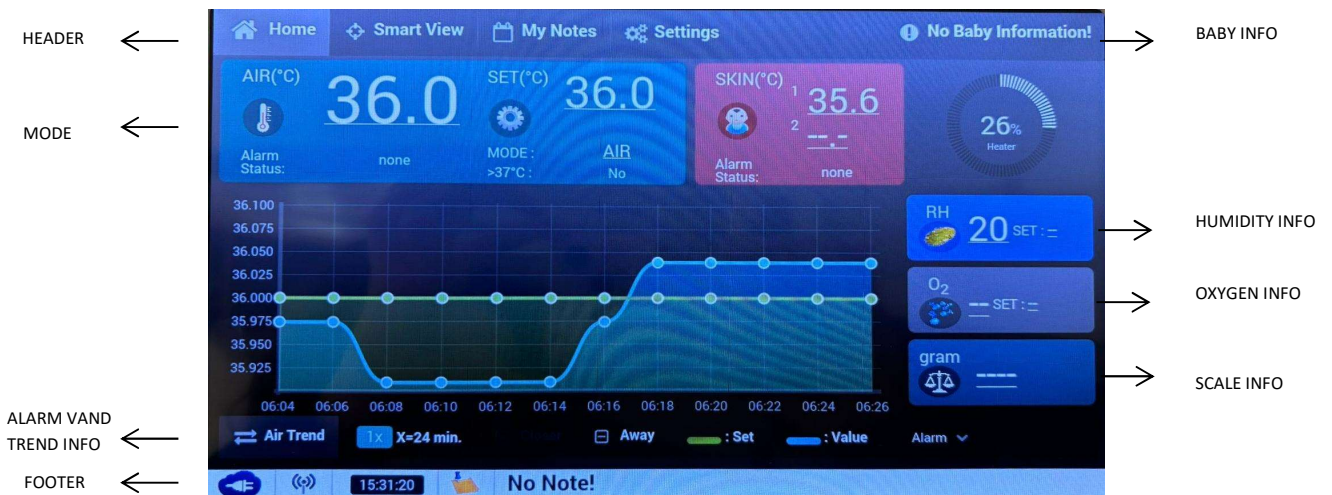 HEADER
Home Smart View My Notes Settings No Baby Information!
BABY INFO
MODE
AIR(°C)
36.0
Alarm
Status:
none
SET(°C)
36.0
MODE : AIR
>37°C : No
SKIN(°C)
1 35.6
2 --.-
Alarm
Status:
none
26%
Heater
36.100
36.075
36.050
36.025
36.000
35.975
35.950
35.925
06:04 06:06 06:08 06:10 06:12 06:14 06:16 06:18 06:20 06:22 06:24 06:26
RH
20 SET : --
HUMIDITY INFO
O2
-- SET : --
OXYGEN INFO
gram
----
SCALE INFO
ALARM VAND
TREND INFO
Air Trend 1x X=24 min. Away : Set : Value Alarm
FOOTER
15:31:20 No Note!